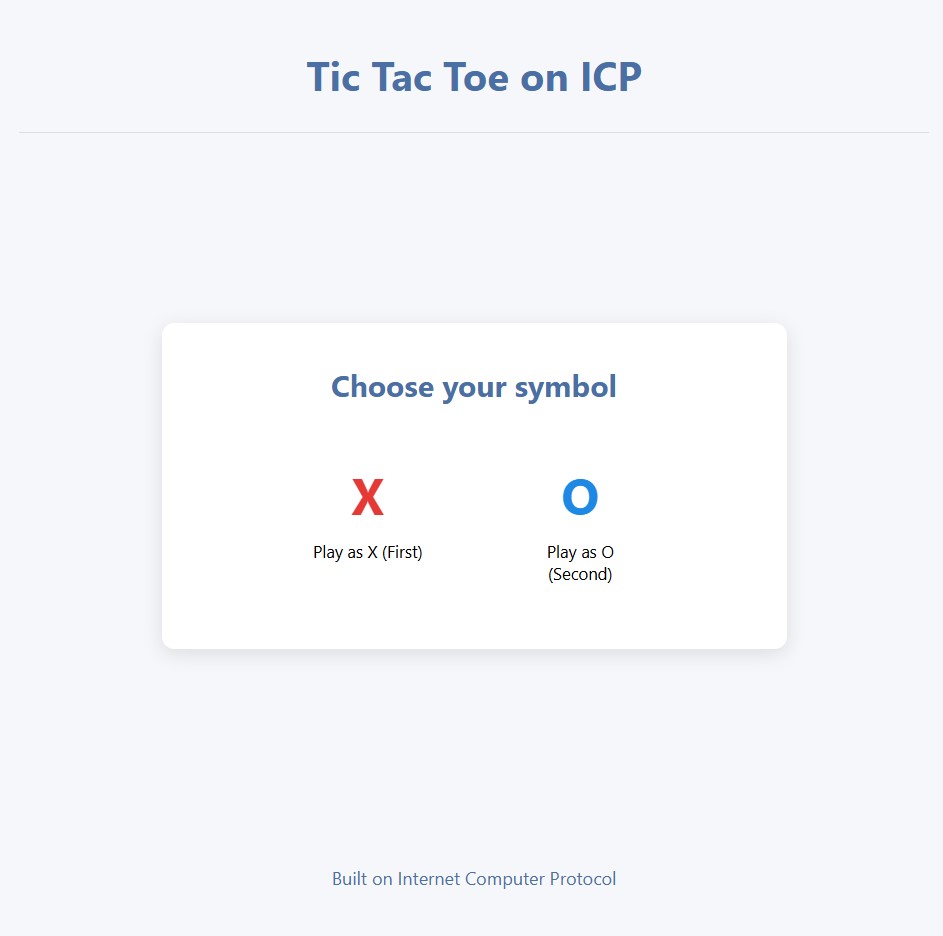 Tic Tac Toe on ICP
Choose your symbol
X
O
Play as X (First)
Play as O
(Second)
Built on Internet Computer Protocol